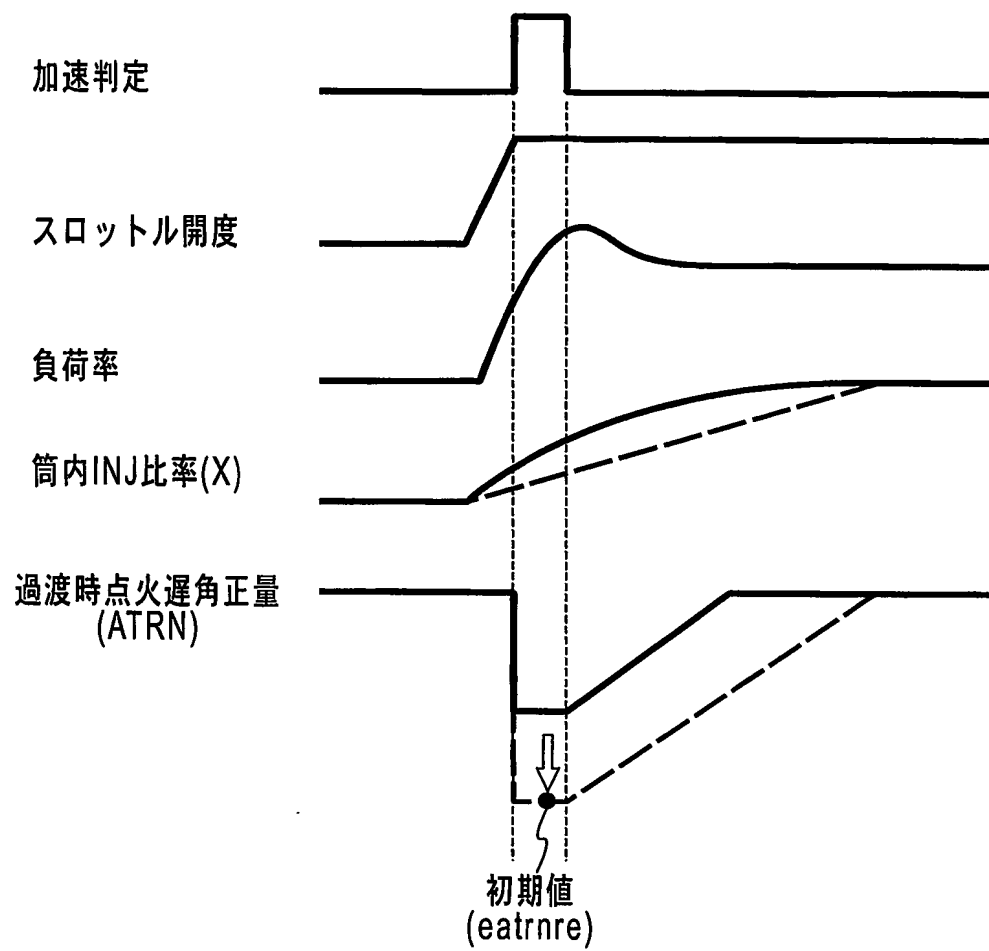 加速判定
スロットル開度
負荷率
筒内INJ比率(X)
過渡時点火遅角正量
(ATRN)
初期値
(eatrnre)